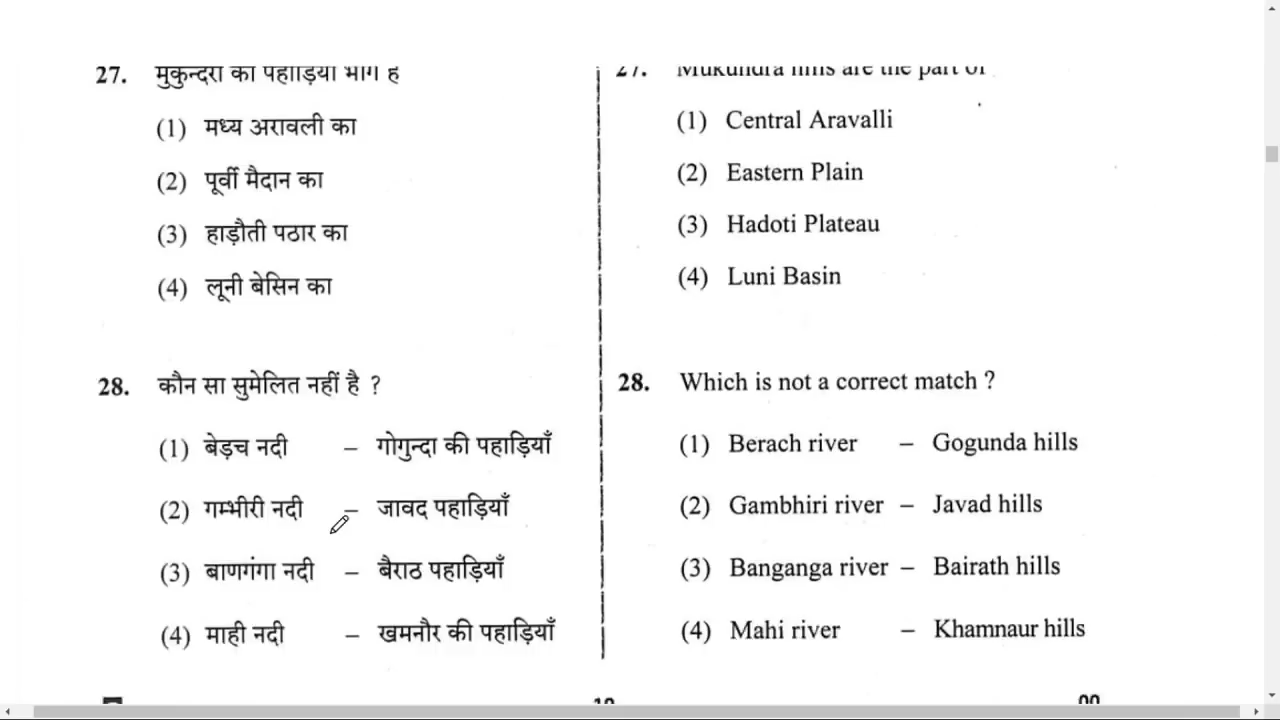 27. मुकुन्दरा की पहाड़ियाँ भाग हैं
(1) मध्य अरावली का
(2) पूर्वी मैदान का
(3) हाड़ौती पठार का
(4) लूनी बेसिन का
28. कौन सा सुमेलित नहीं है ?
(1) बेड़च नदी – गोगुन्दा की पहाड़ियाँ
(2) गम्भीरी नदी – जावद पहाड़ियाँ
(3) बाणगंगा नदी – बैराठ पहाड़ियाँ
(4) माही नदी – खमनौर की पहाड़ियाँ
27. Mukundra hills are the part of
(1) Central Aravalli
(2) Eastern Plain
(3) Hadoti Plateau
(4) Luni Basin
28. Which is not a correct match ?
(1) Berach river – Gogunda hills
(2) Gambhiri river – Javad hills
(3) Banganga river – Bairath hills
(4) Mahi river – Khamnaur hills